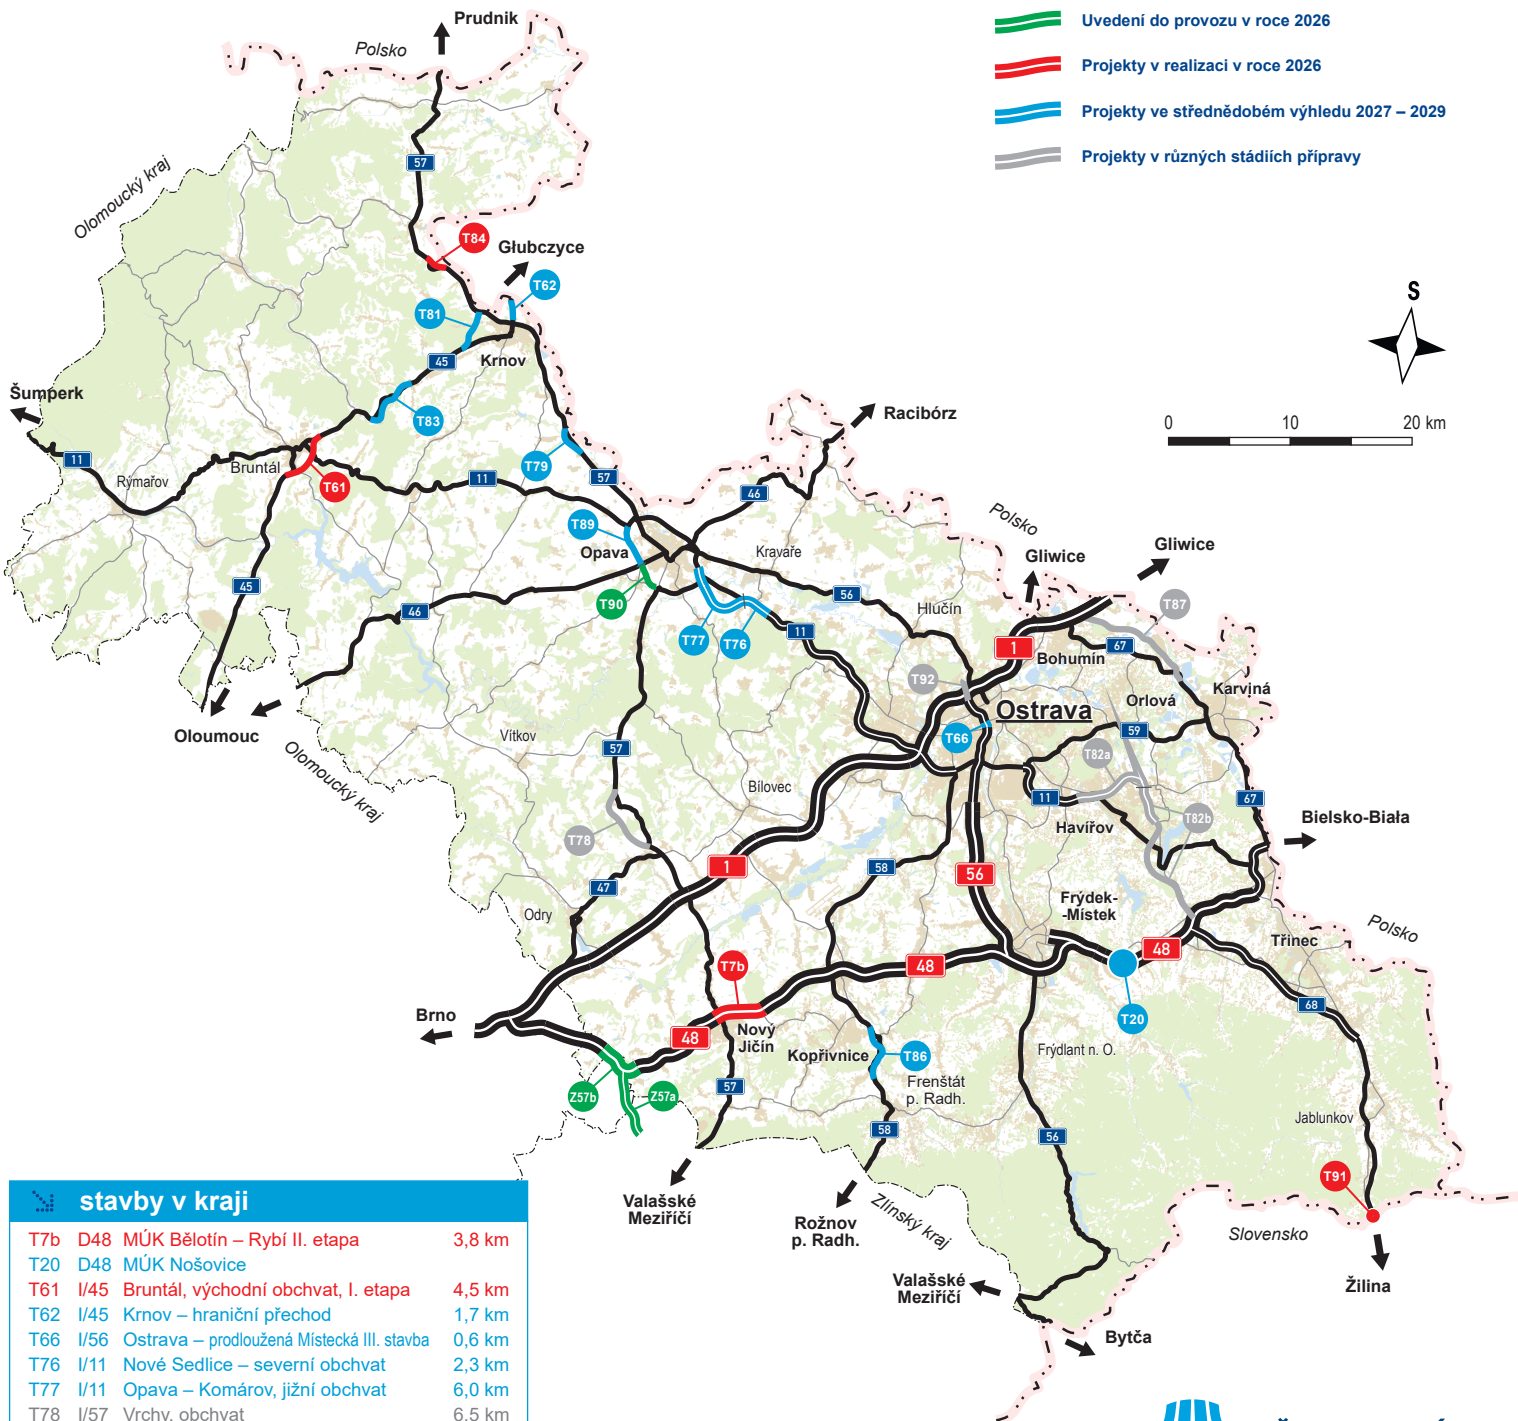 Prudnik
Polsko
Uvedení do provozu v roce 2026
Projekty v realizaci v roce 2026
Projekty ve střednědobém výhledu 2027 – 2029
Projekty v různých stádiích přípravy
57
Olomoucký kraj
T84
Głubczyce
T62
T81
S
45
Krnov
Šumperk
T83
Racibórz
0 10 20 km
11
Rýmařov
Bruntál
T61
11
T79
57
46
Polsko
T89
Opava
Kravaře
Gliwice
Gliwice
45
46
T90
56
Hlučín
T87
T77
T76
11
1
Bohumín
67
T92
Orlová
Karviná
Ostrava
Oloumouc
Vítkov
57
T66
59
T82a
Olomoucký kraj
Bílovec
11
67
Havířov
T82b
Bielsko-Biała
T78
1
58
56
47
Frýdek-
-Místek
Odry
Polsko
Třinec
T7b
48
48
68
Brno
T20
48
Nový
Jičín
Kopřivnice
T86
Frýdlant n. O.
Frenštát
p. Radh.
Z57b
Z57a
57
Jablunkov
58
56
T91
stavby v kraji
Valašské
Meziříčí
Rožnov
p. Radh.
Zlínský kraj
Slovensko
Valašské
Meziříčí
Žilina
Bytča
T7b D48 MÚK Bělotín – Rybí II. etapa 3,8 km
T20 D48 MÚK Nošovice
T61 I/45 Bruntál, východní obchvat, I. etapa 4,5 km
T62 I/45 Krnov – hraniční přechod 1,7 km
T66 I/56 Ostrava – prodloužená Místecká III. stavba 0,6 km
T76 I/11 Nové Sedlice – severní obchvat 2,3 km
T77 I/11 Opava – Komárov, jižní obchvat 6,0 km
T78 I/57 Vrchy, obchvat 6,5 km